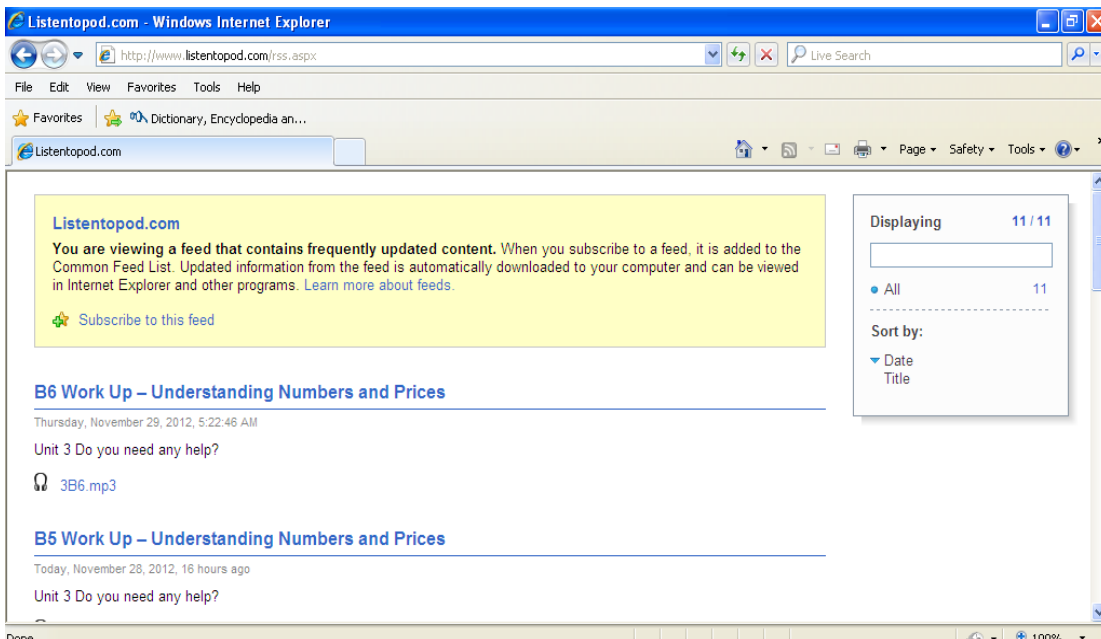 Listentopod.com - Windows Internet Explorer
http://www.listentopod.com/rss.aspx
Live Search
File Edit View Favorites Tools Help
Favorites Dictionary, Encyclopedia an...
Listentopod.com
Page Safety Tools
Listentopod.com
You are viewing a feed that contains frequently updated content. When you subscribe to a feed, it is added to the
Common Feed List. Updated information from the feed is automatically downloaded to your computer and can be viewed
in Internet Explorer and other programs. Learn more about feeds.
Subscribe to this feed
Displaying 11 / 11
All 11
Sort by:
Date
Title
B6 Work Up – Understanding Numbers and Prices
Thursday, November 29, 2012, 5:22:46 AM
Unit 3 Do you need any help?
3B6.mp3
B5 Work Up – Understanding Numbers and Prices
Today, November 28, 2012, 16 hours ago
Unit 3 Do you need any help?
Done
100%